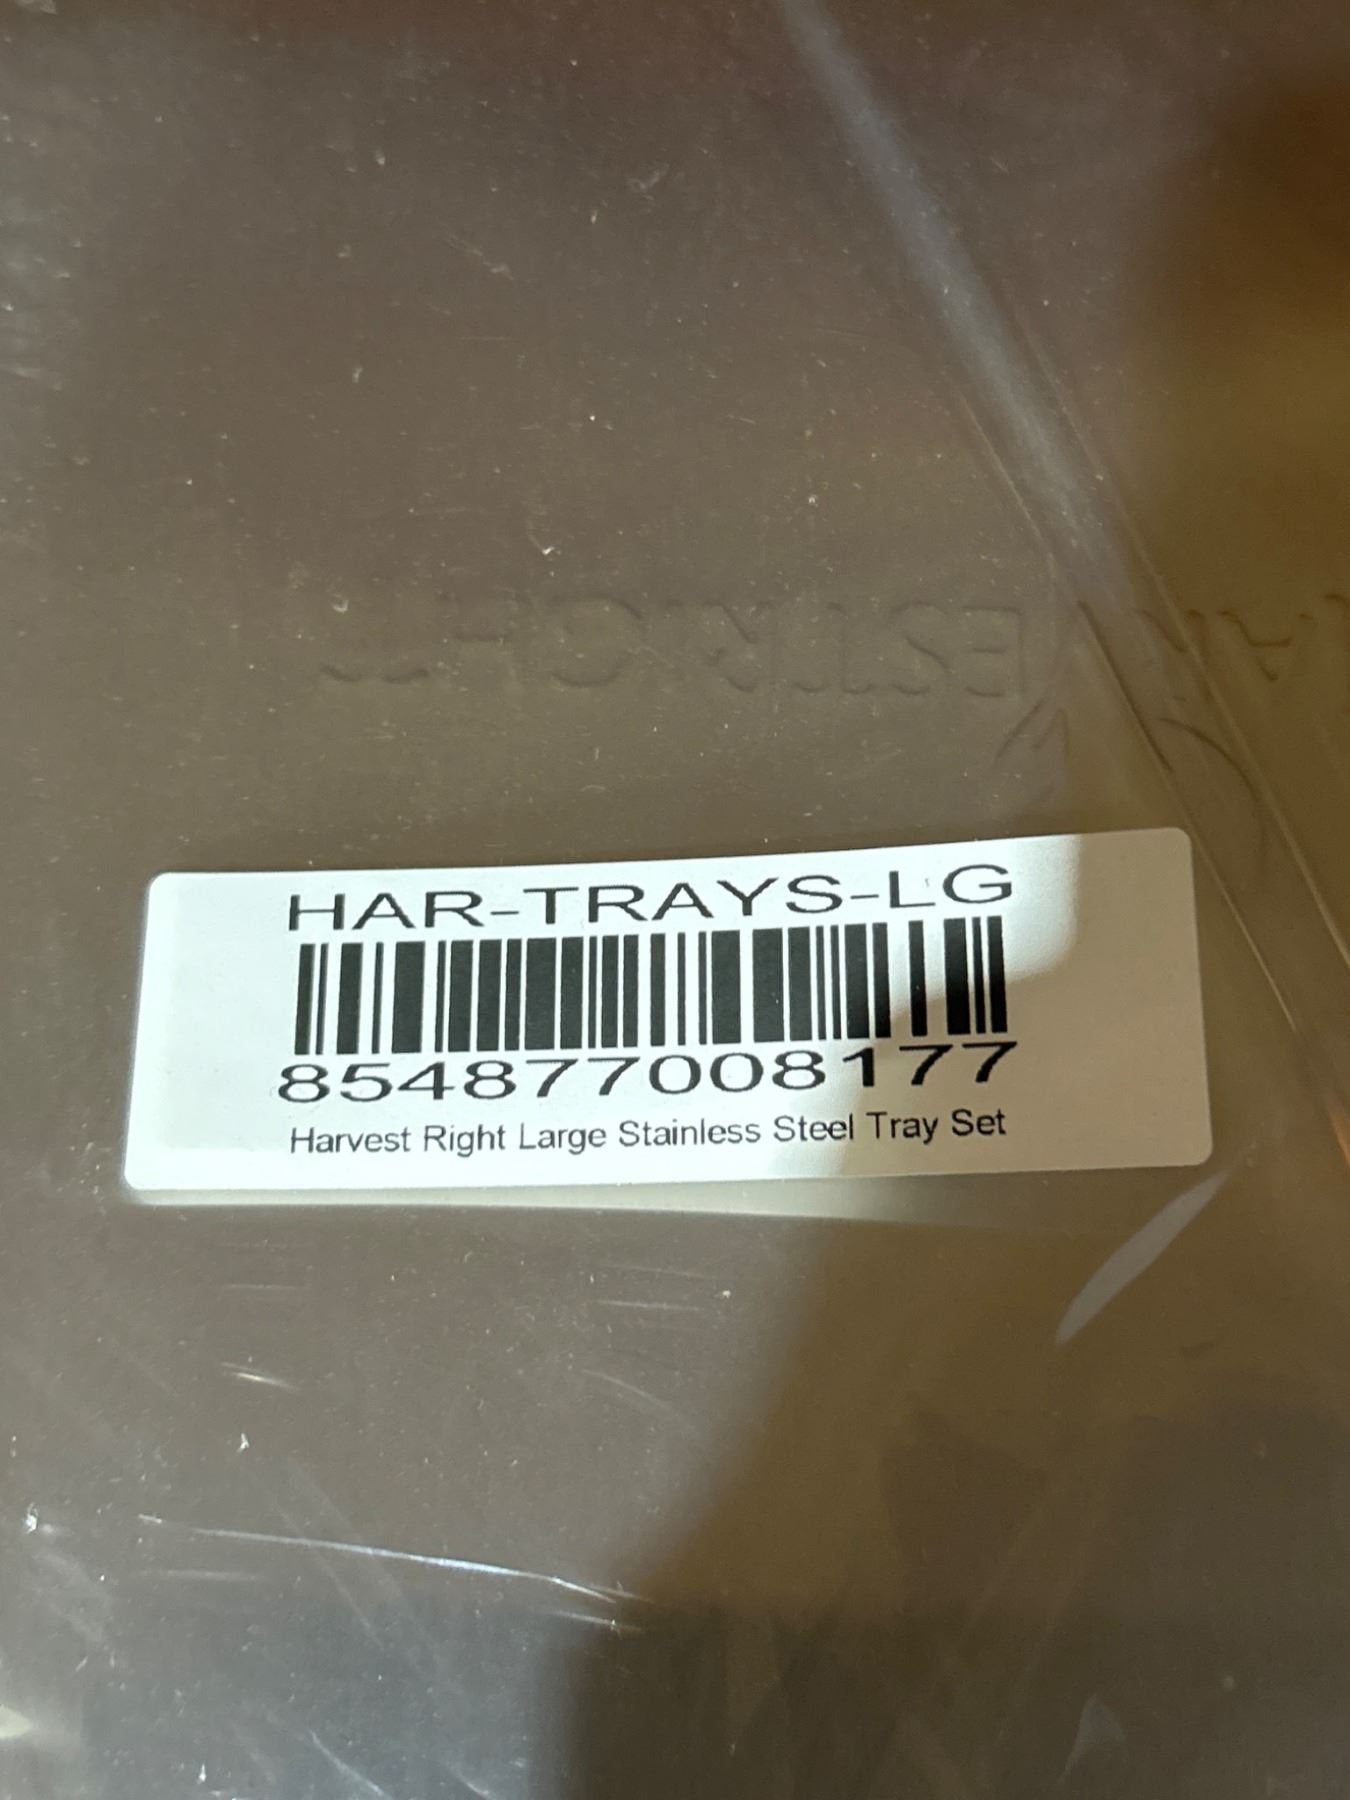 HAR-TRAYS-LG
854877008177
Harvest Right Large Stainless Steel Tray Set